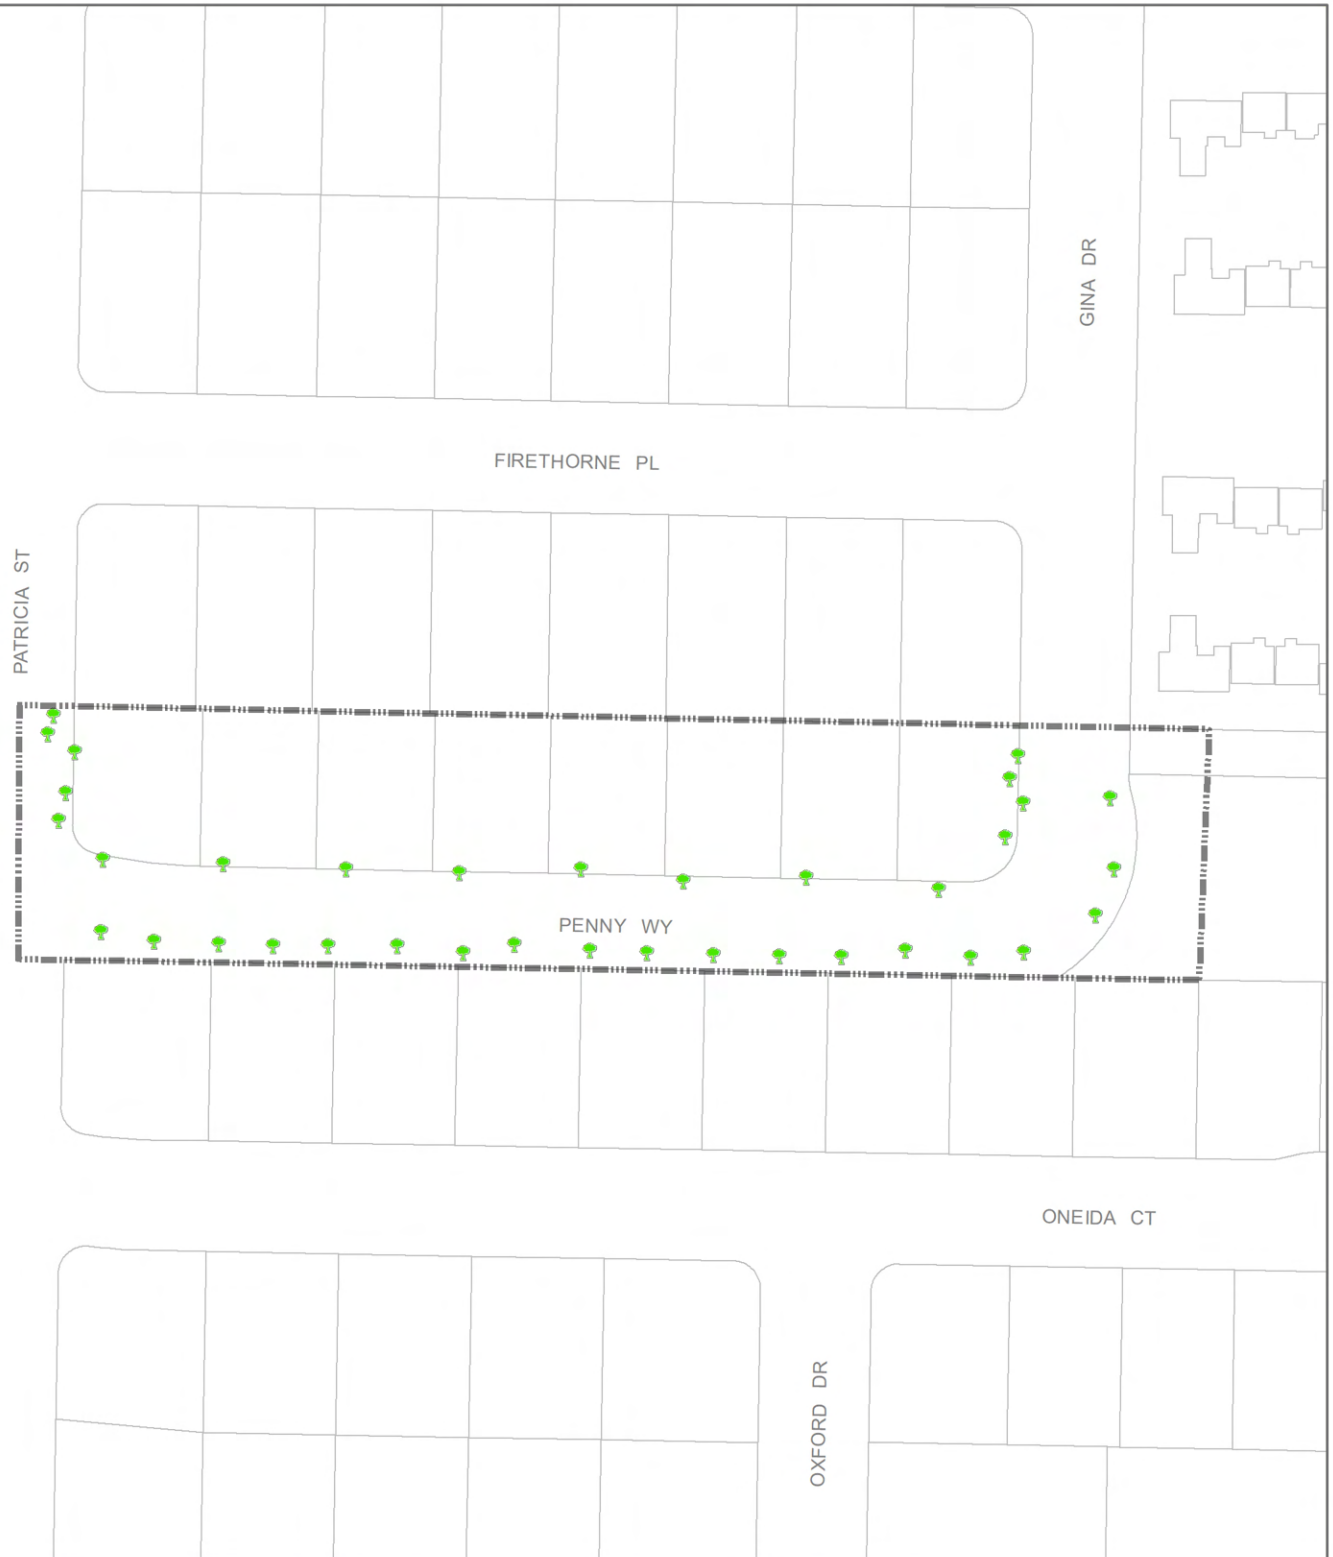 GINA DR
FIRETHORNE PL
PATRICIA ST
PENNY WY
ONEIDA CT
OXFORD DR